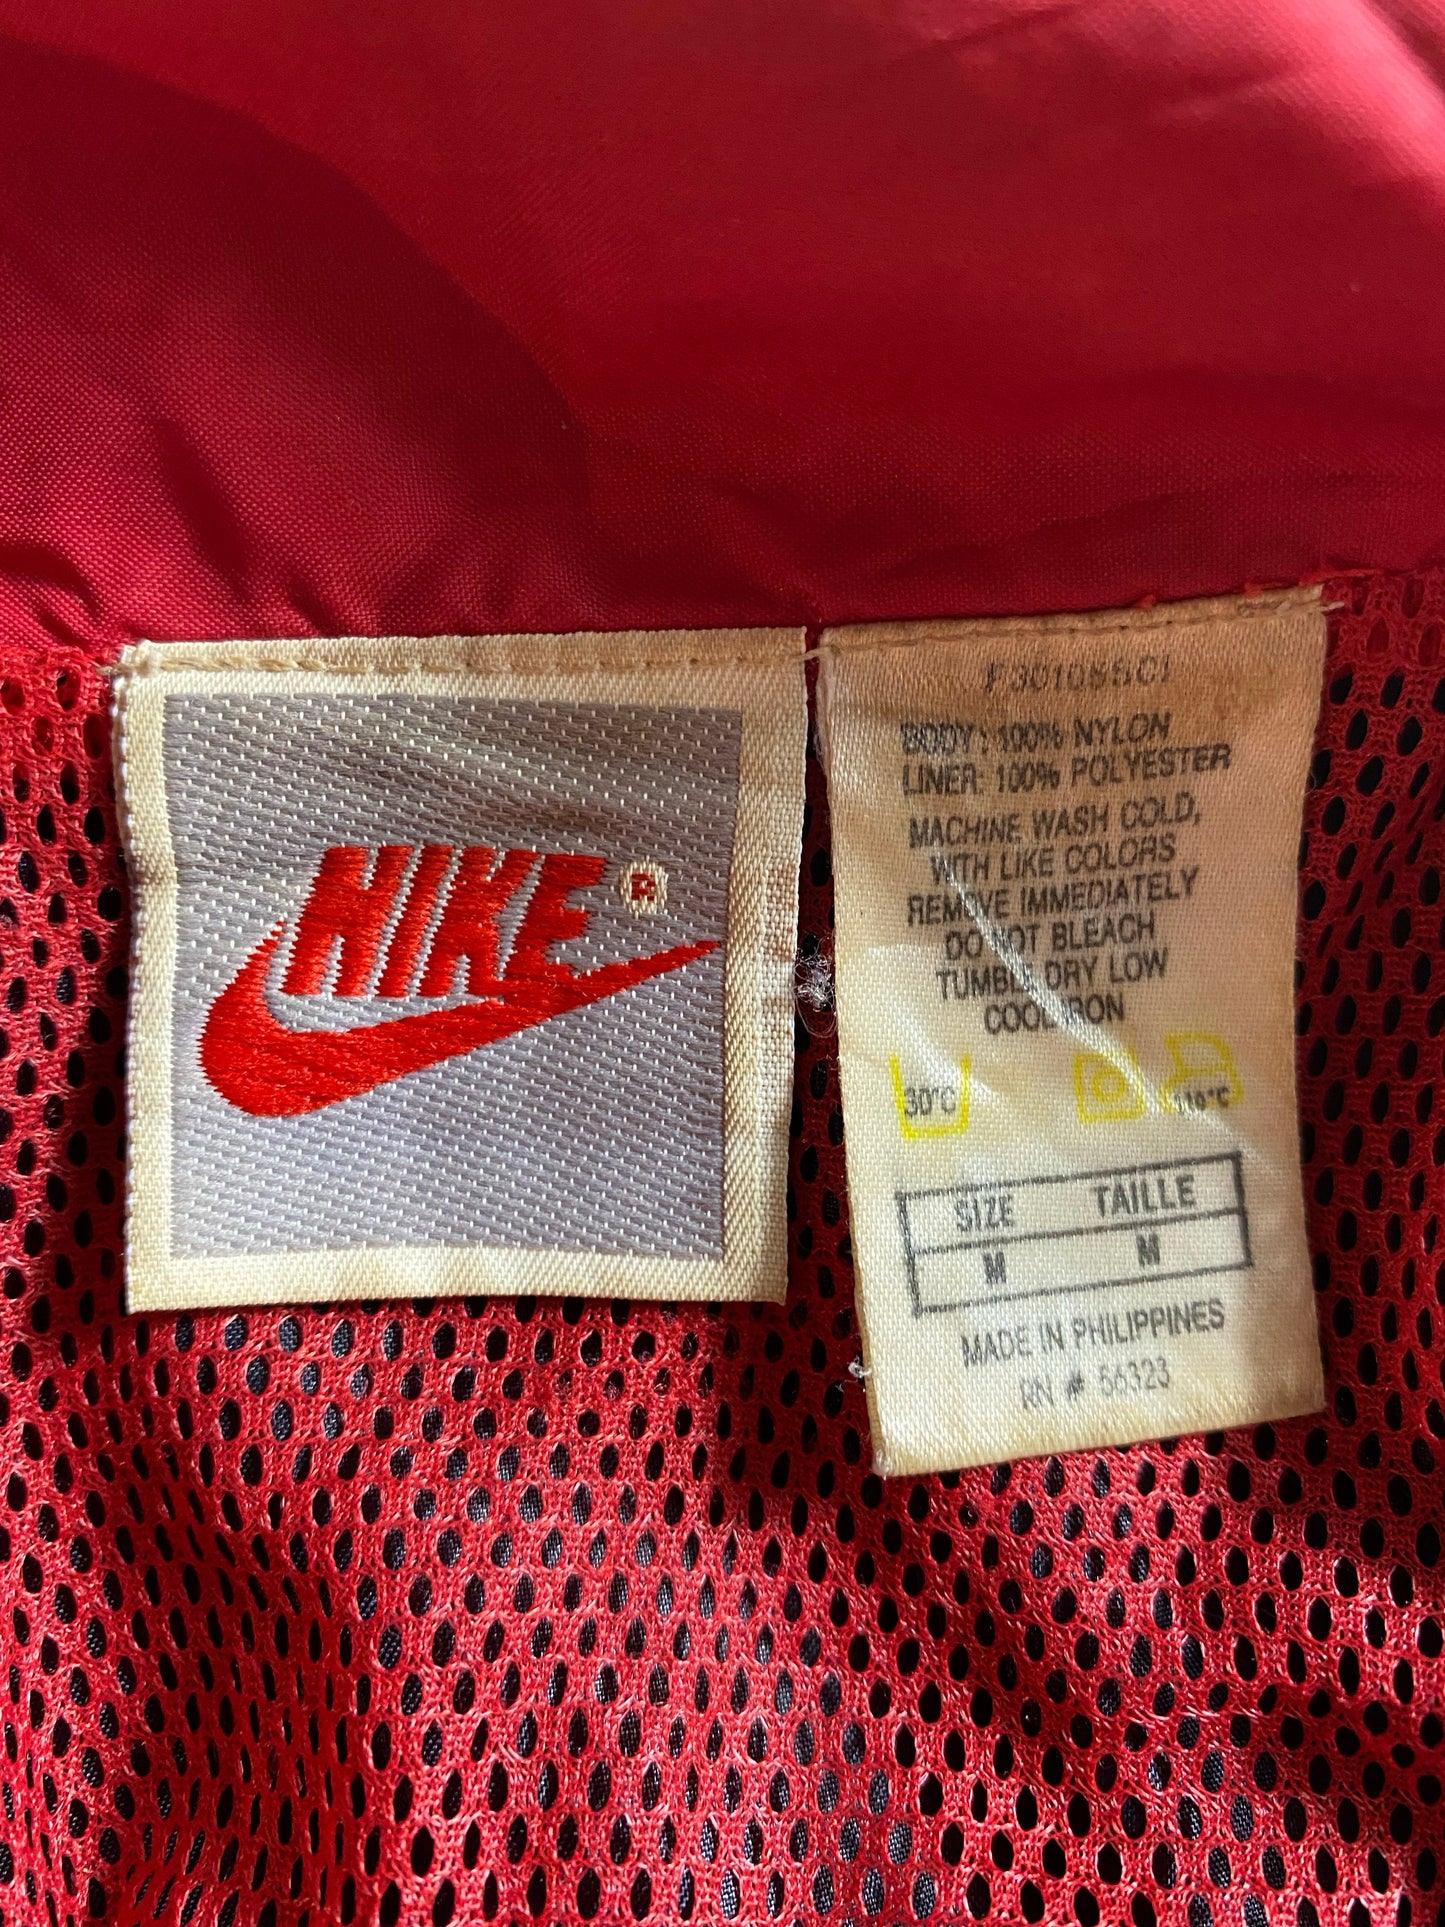 NIKE ®
BODY: 100% NYLON
LINER: 100% POLYESTER
MACHINE WASH COLD,
WITH LIKE COLORS
REMOVE IMMEDIATELY
DO NOT BLEACH
TUMBLE DRY LOW
COOL IRON
30°C 110°C
SIZE TAILLE
M M
MADE IN PHILIPPINES
RN # 56323